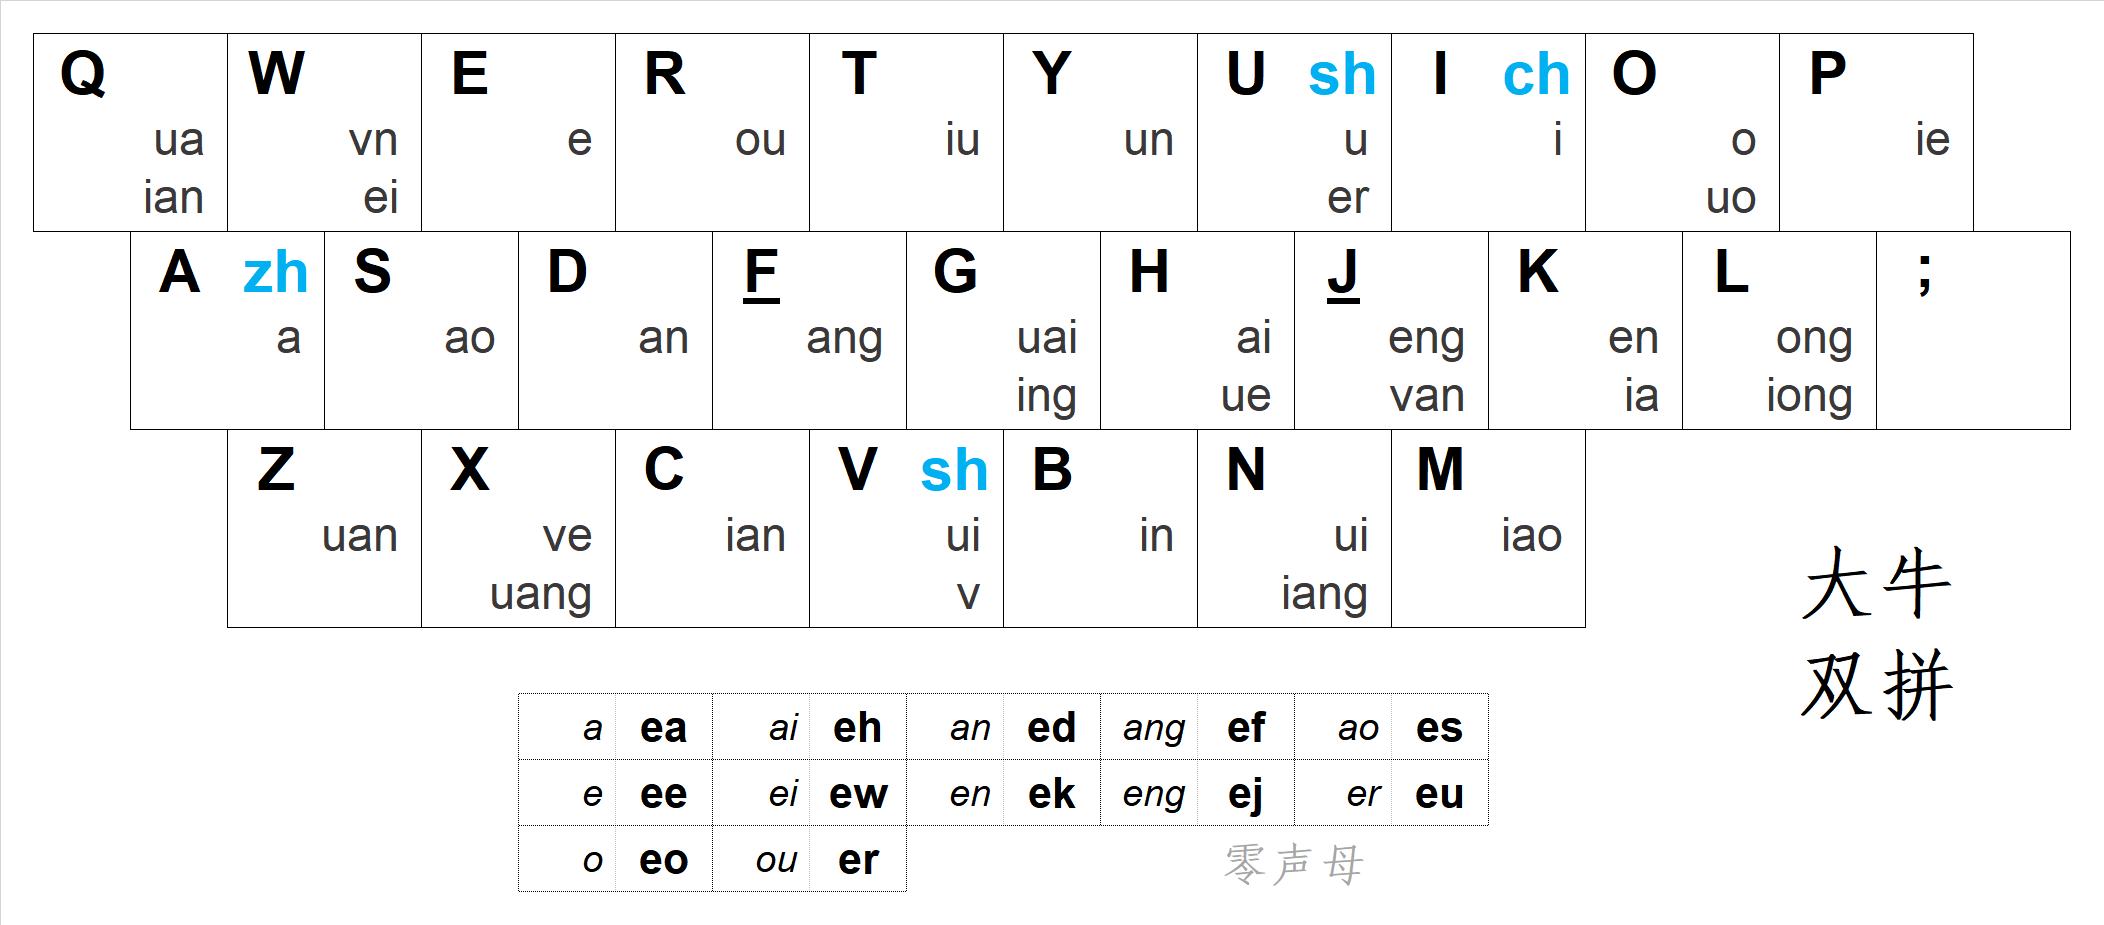 Q W E R T Y U sh I ch O P
ua vn e ou iu un u i o ie
ian ei er uo
A zh S D F G H J K L ;
a ao an ang uai ai eng en ong
ing ue van ia iong
Z X C V sh B N M
uan ve ian ui in ui iao
uang v iang
大牛
双拼
a ea ai eh an ed ang ef ao es
e ee ei ew en ek eng ej er eu
o eo ou er
零声母